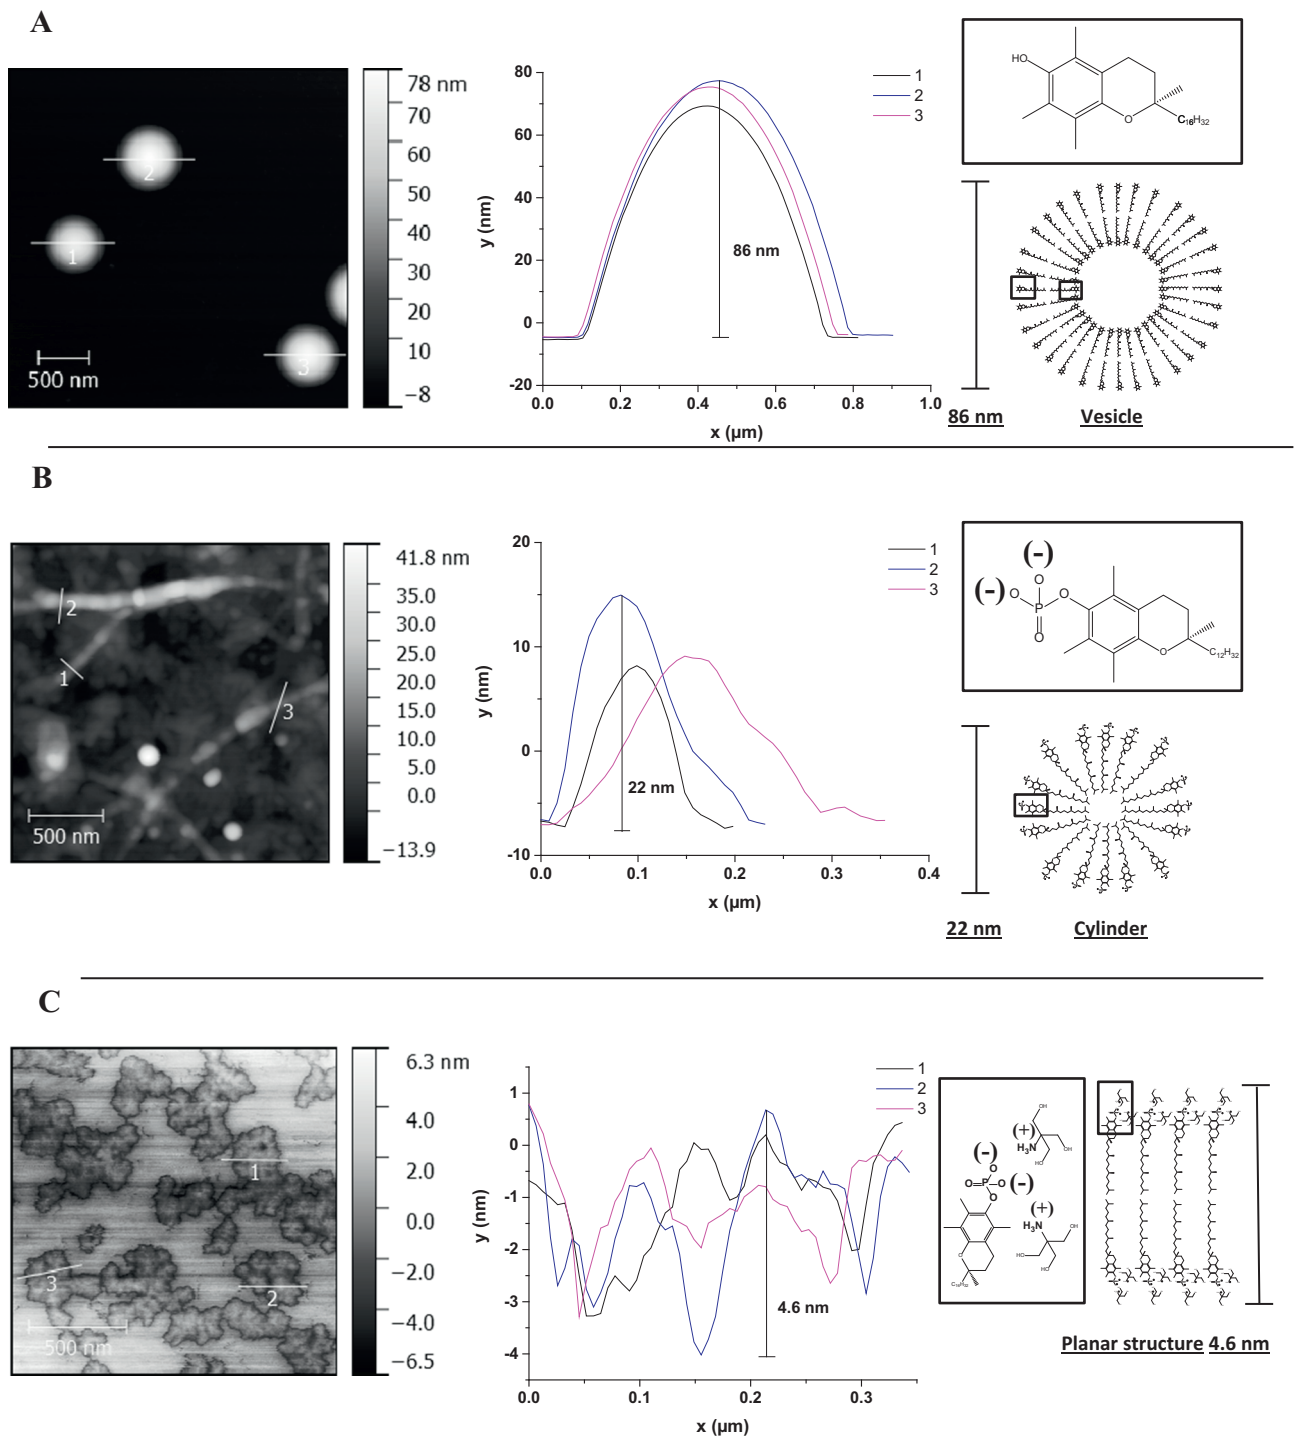 A
78 nm
70
60
50
40
30
20
10
−8
2
1
3
500 nm
80
60
40
20
0
-20
y (nm)
0.0 0.2 0.4 0.6 0.8 1.0
x (µm)
86 nm
1
2
3
HO
O
C16H32
86 nm
Vesicle
B
41.8 nm
35.0
30.0
25.0
20.0
15.0
10.0
5.0
0.0
−13.9
2
1
3
500 nm
20
10
0
-10
y (nm)
0.0 0.1 0.2 0.3 0.4
x (µm)
22 nm
1
2
3
(-)
(-)
O
O
P
O
O
O
C12H32
22 nm
Cylinder
C
6.3 nm
4.0
2.0
0.0
−2.0
−4.0
−6.5
1
3
2
500 nm
1
0
-1
-2
-3
-4
y (nm)
0.0 0.1 0.2 0.3
x (µm)
4.6 nm
1
2
3
OH
(+)
H3N
OH
HO
(-)
O
O=P–O
O
(-)
(+)
H3N
OH
HO
OH
O
Planar structure 4.6 nm